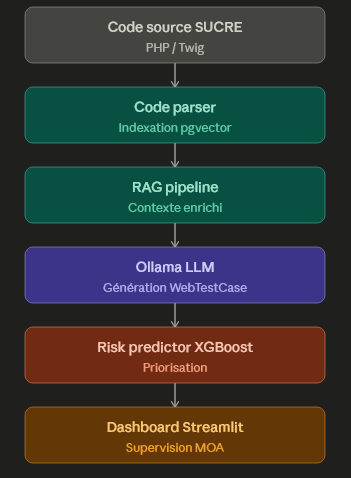 Code source SUCRE
PHP / Twig
Code parser
Indexation pgvector
RAG pipeline
Contexte enrichi
Ollama LLM
Génération WebTestCase
Risk predictor XGBoost
Priorisation
Dashboard Streamlit
Supervision MOA